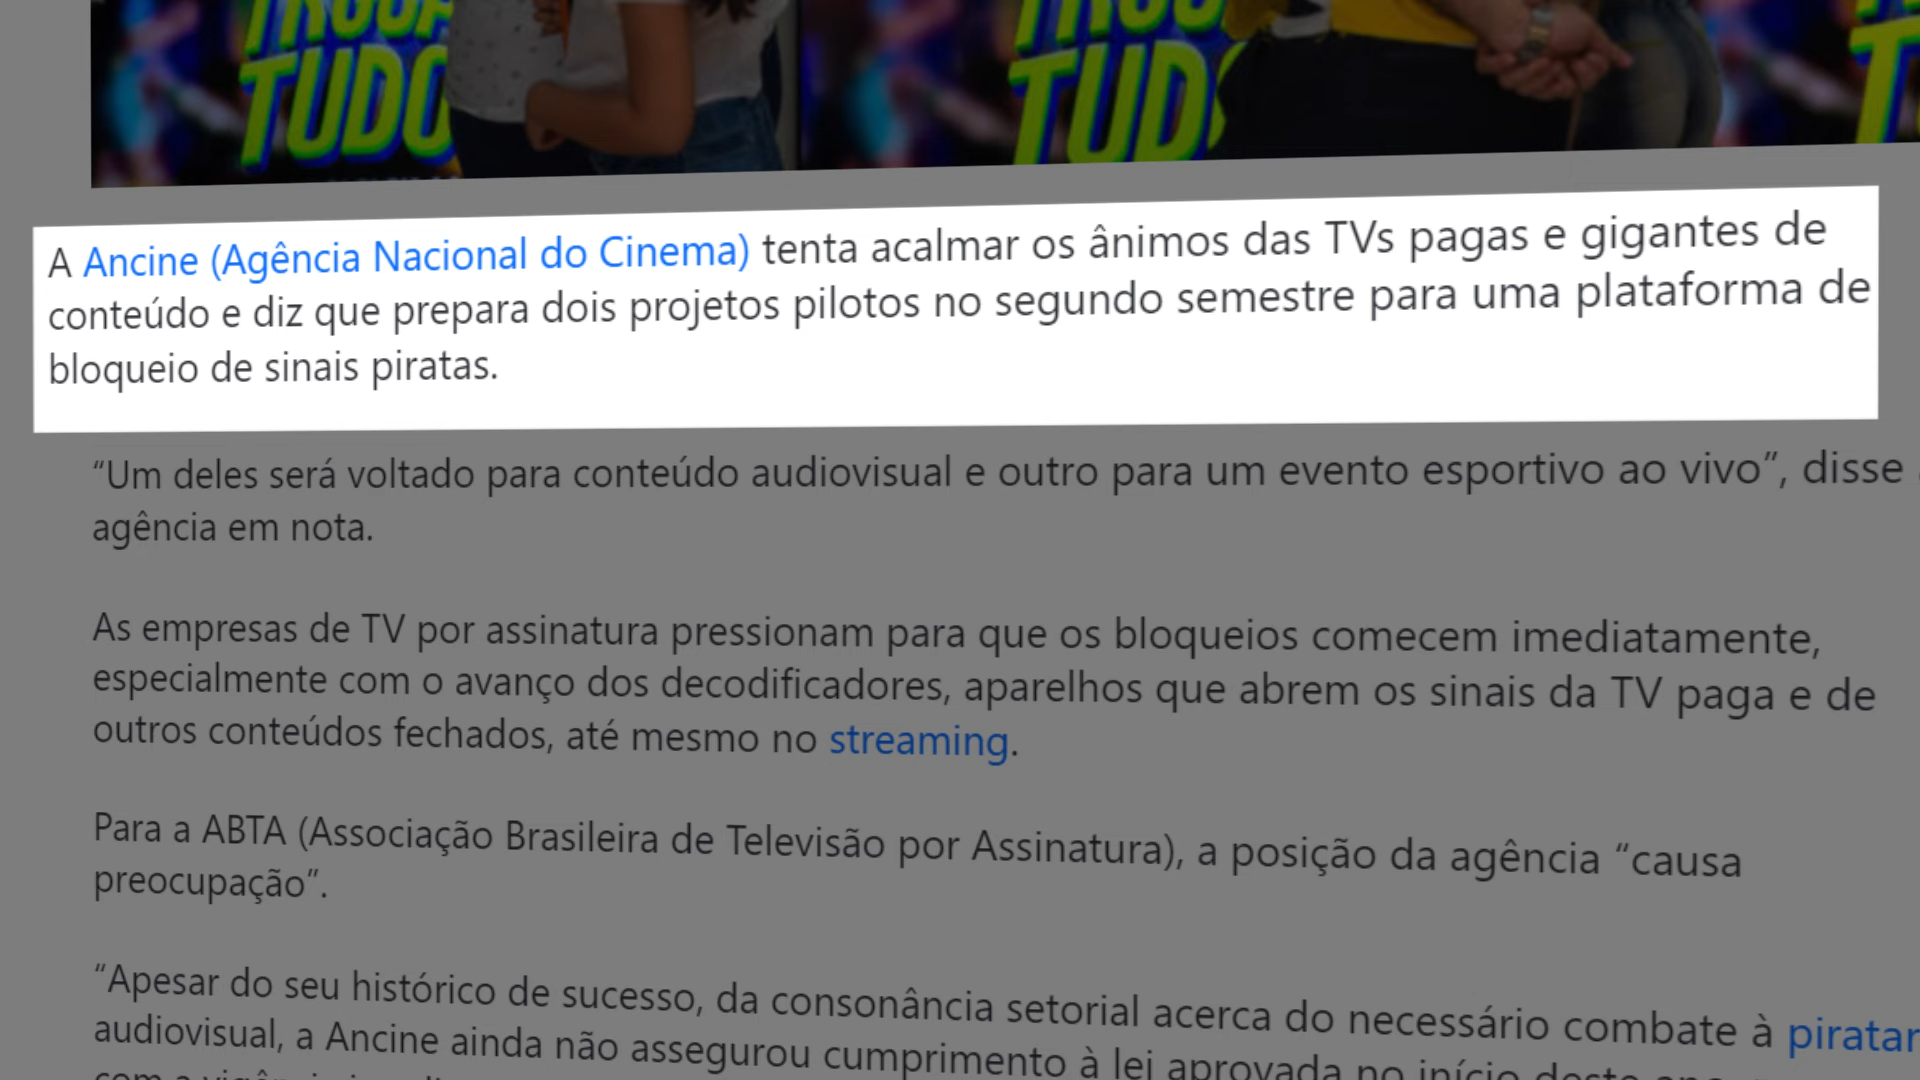 TUDO
TUDO
A Ancine (Agência Nacional do Cinema) tenta acalmar os ânimos das TVs pagas e gigantes de
conteúdo e diz que prepara dois projetos pilotos no segundo semestre para uma plataforma de
bloqueio de sinais piratas.
“Um deles será voltado para conteúdo audiovisual e outro para um evento esportivo ao vivo”, disse
agência em nota.
As empresas de TV por assinatura pressionam para que os bloqueios comecem imediatamente,
especialmente com o avanço dos decodificadores, aparelhos que abrem os sinais da TV paga e de
outros conteúdos fechados, até mesmo no streaming.
Para a ABTA (Associação Brasileira de Televisão por Assinatura), a posição da agência “causa
preocupação”.
“Apesar do seu histórico de sucesso, da consonância setorial acerca do necessário combate à
audiovisual, a Ancine ainda não assegurou cumprimento à lei aprovada no início deste